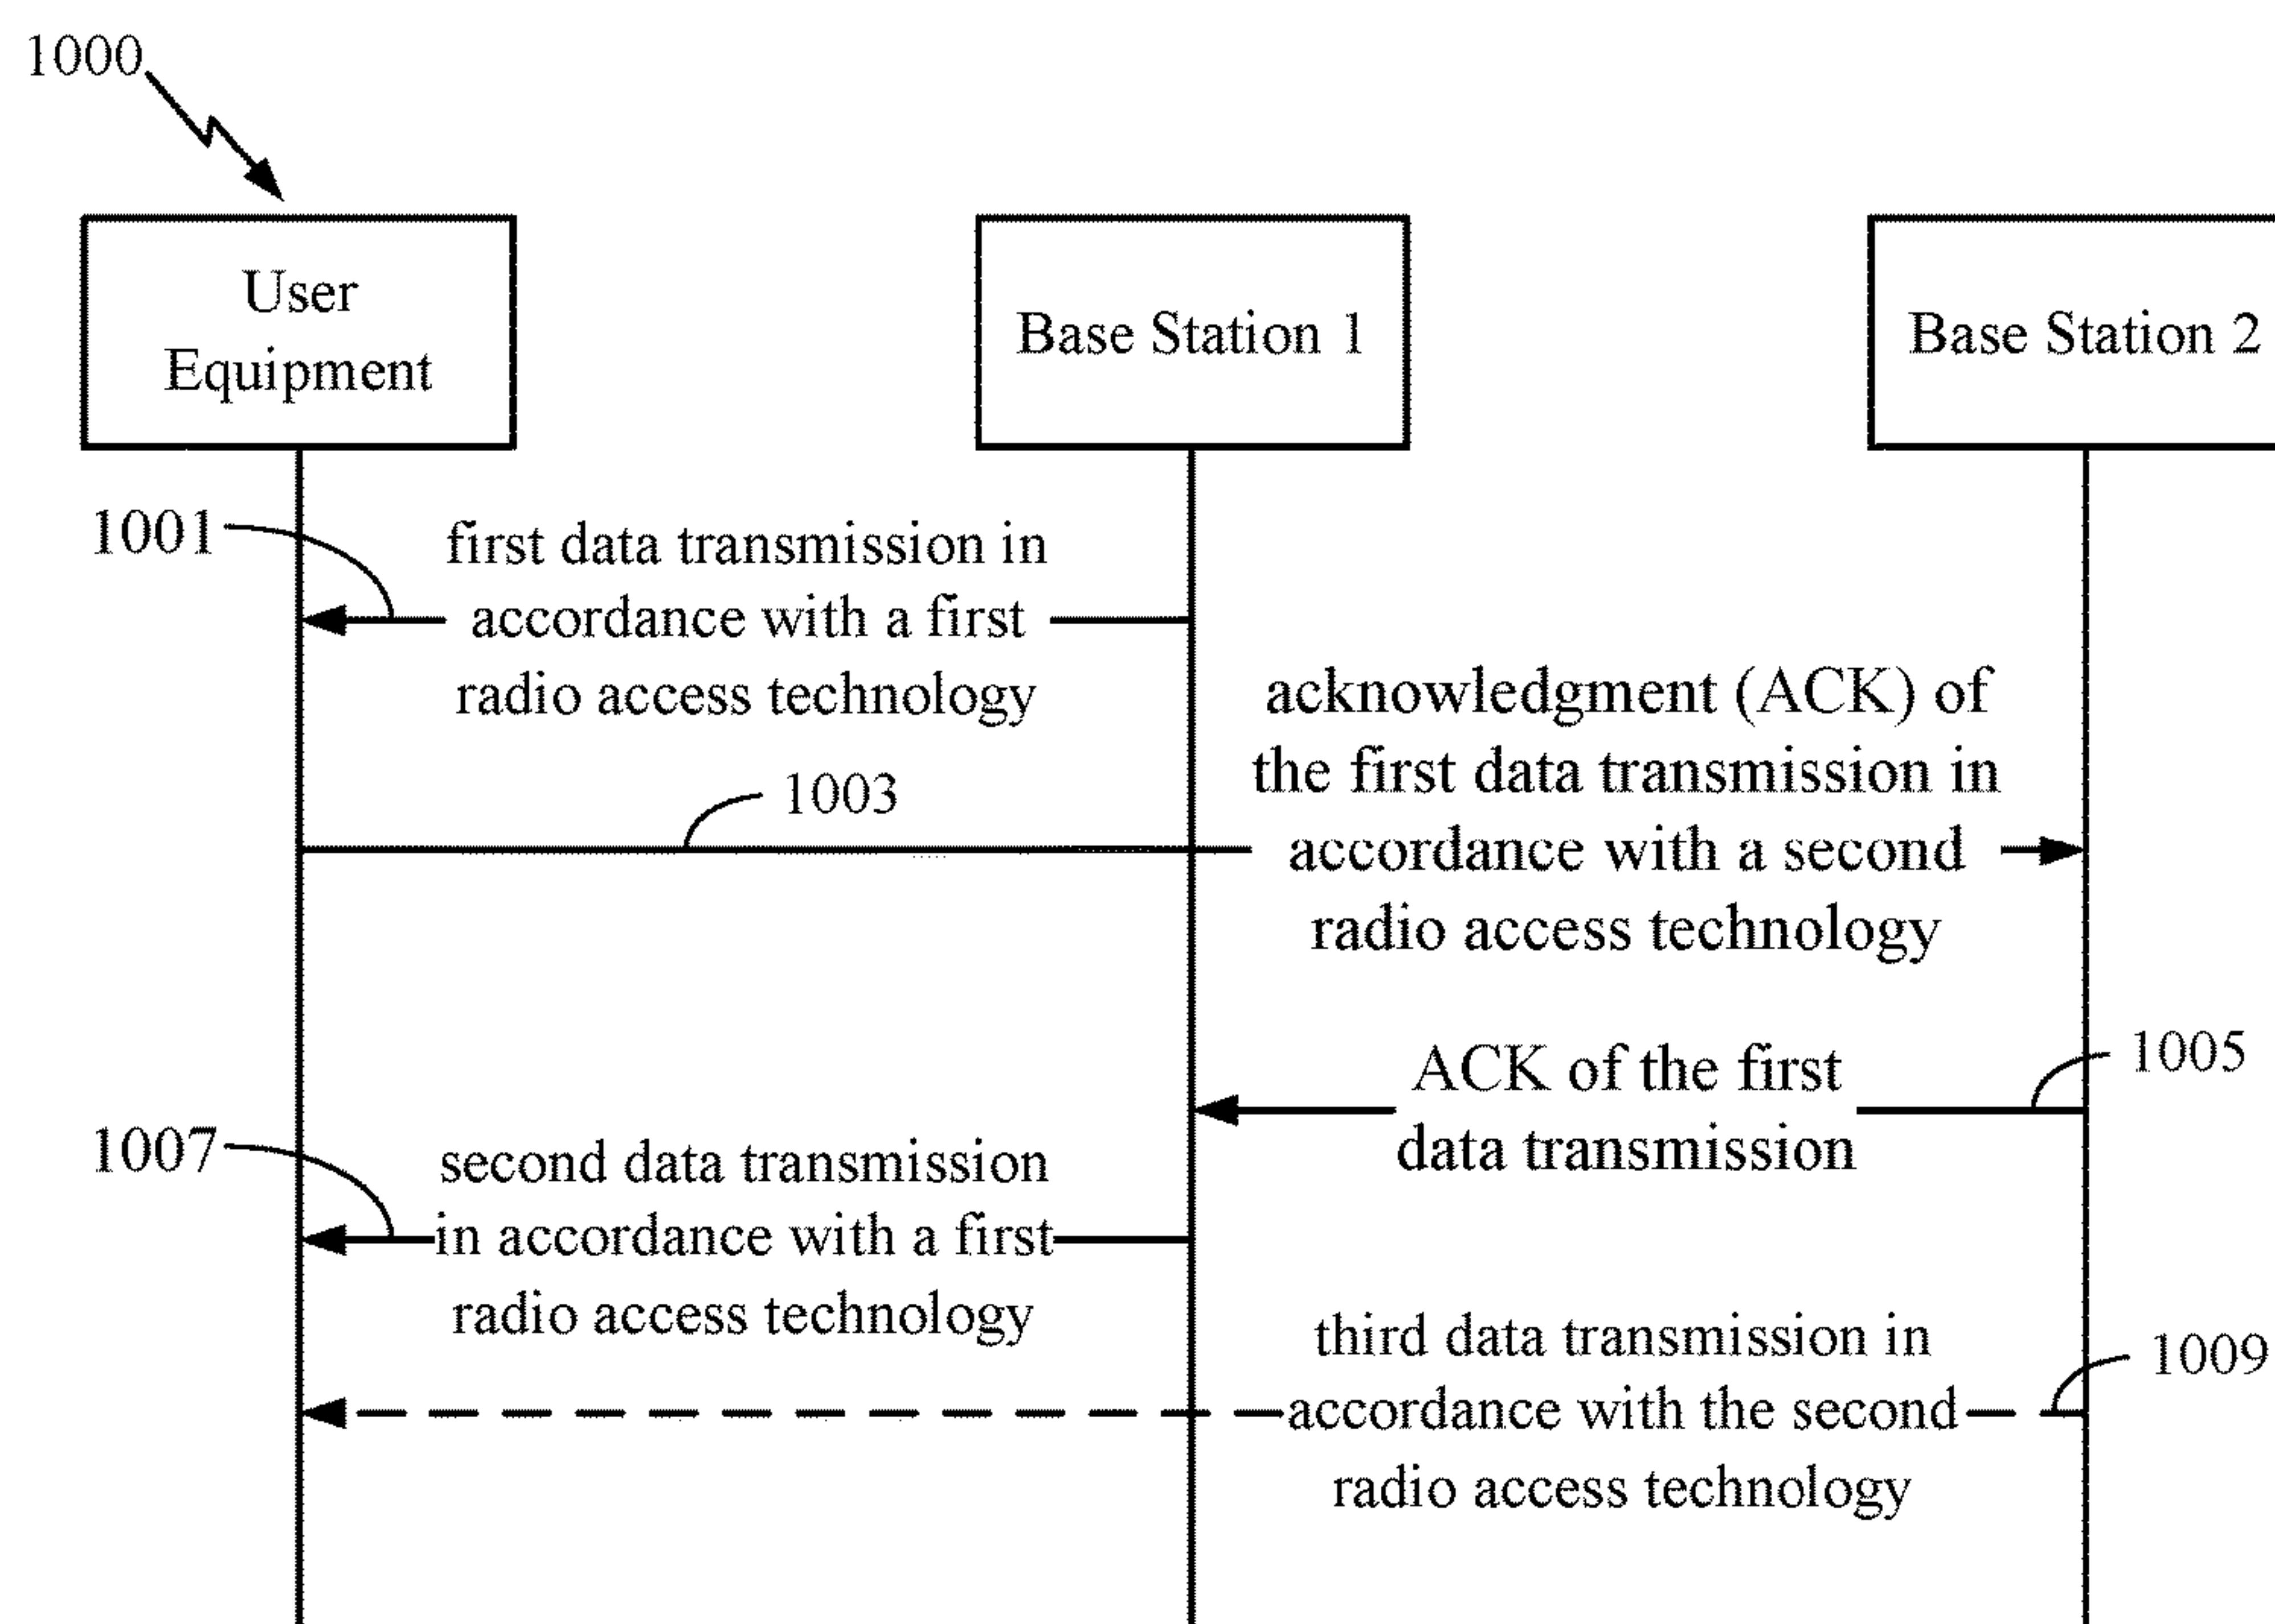 1000
User
Equipment
Base Station 1
Base Station 2
1001
first data transmission in
accordance with a first
radio access technology
acknowledgment (ACK) of
the first data transmission in
accordance with a second
radio access technology
1003
ACK of the first
data transmission
1005
1007
second data transmission
in accordance with a first
radio access technology
third data transmission in
accordance with the second
radio access technology
1009